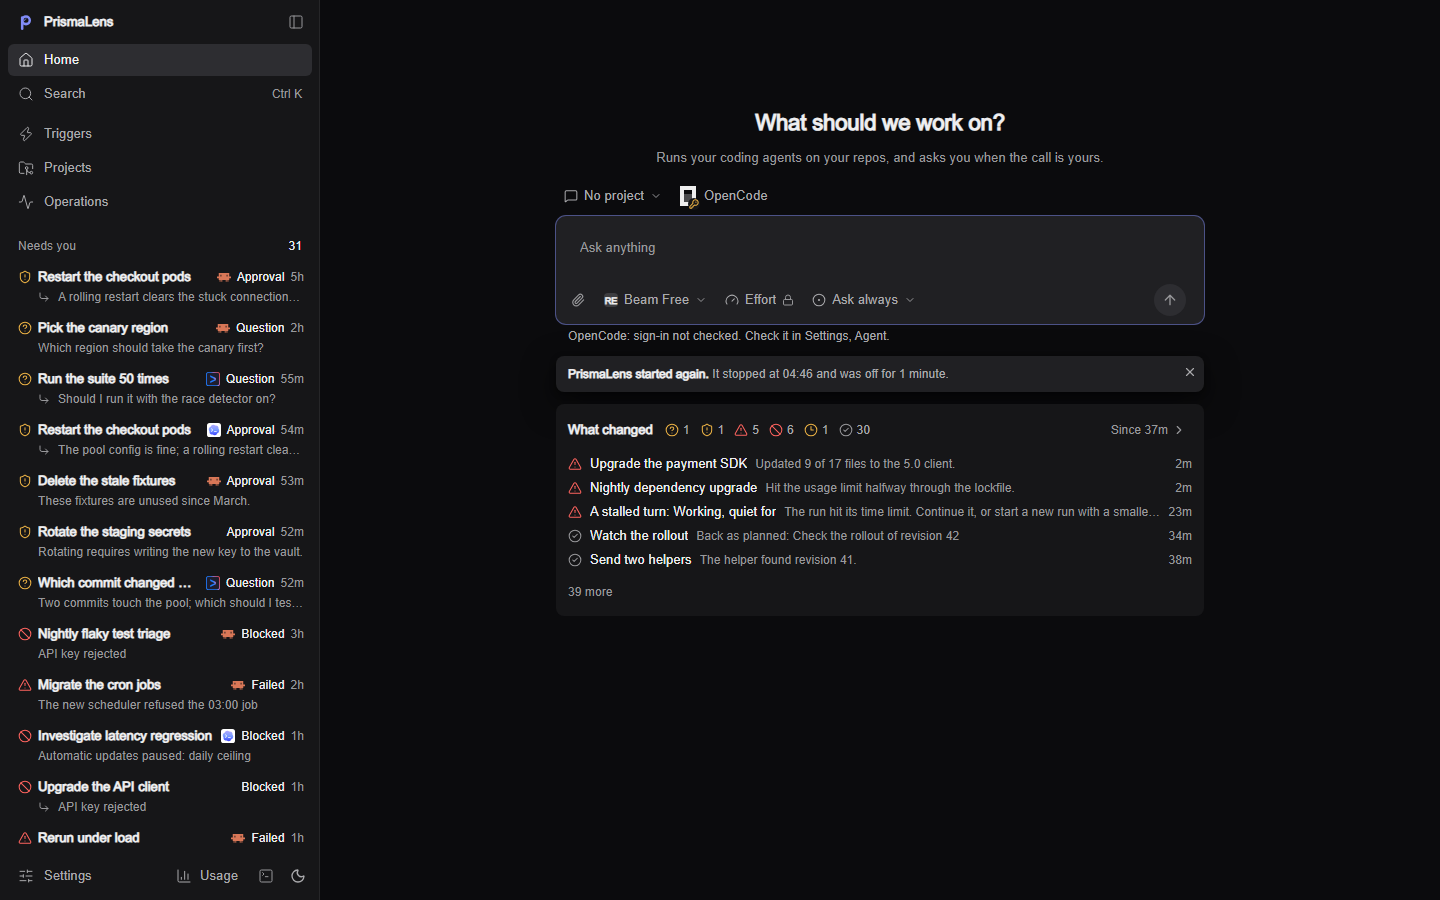 PrismaLens
Home
Search Ctrl K
Triggers
Projects
Operations
Needs you 31
Restart the checkout pods Approval 5h
A rolling restart clears the stuck connection...
Pick the canary region Question 2h
Which region should take the canary first?
Run the suite 50 times Question 55m
Should I run it with the race detector on?
Restart the checkout pods Approval 54m
The pool config is fine; a rolling restart clea...
Delete the stale fixtures Approval 53m
These fixtures are unused since March.
Rotate the staging secrets Approval 52m
Rotating requires writing the new key to the vault.
Which commit changed ... Question 52m
Two commits touch the pool; which should I tes...
Nightly flaky test triage Blocked 3h
API key rejected
Migrate the cron jobs Failed 2h
The new scheduler refused the 03:00 job
Investigate latency regression Blocked 1h
Automatic updates paused: daily ceiling
Upgrade the API client Blocked 1h
API key rejected
Rerun under load Failed 1h
Settings Usage
What should we work on?
Runs your coding agents on your repos, and asks you when the call is yours.
No project OpenCode
Ask anything
RE Beam Free Effort Ask always
OpenCode: sign-in not checked. Check it in Settings, Agent.
PrismaLens started again. It stopped at 04:46 and was off for 1 minute.
What changed 1 1 5 6 1 30 Since 37m
Upgrade the payment SDK Updated 9 of 17 files to the 5.0 client. 2m
Nightly dependency upgrade Hit the usage limit halfway through the lockfile. 2m
A stalled turn: Working, quiet for The run hit its time limit. Continue it, or start a new run with a smalle... 23m
Watch the rollout Back as planned: Check the rollout of revision 42 34m
Send two helpers The helper found revision 41. 38m
39 more